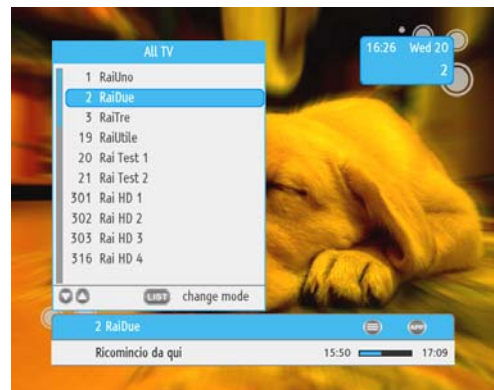 All TV
1 RaiUno
2 RaiDue
3 RaiTre
19 RaiUtile
20 Rai Test 1
21 Rai Test 2
301 Rai HD 1
302 Rai HD 2
303 Rai HD 3
316 Rai HD 4
LIST change mode
16:26 Wed 20
2
2 RaiDue APP
Ricomincio da qui 15:50 17:09